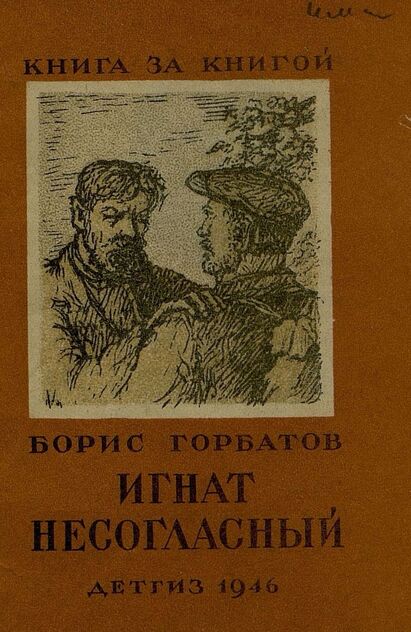 КНИГА ЗА КНИГОЙ
БОРИС ГОРБАТОВ
ИГНАТ
НЕСОГЛАСНЫЙ
ДЕТГИЗ 1946